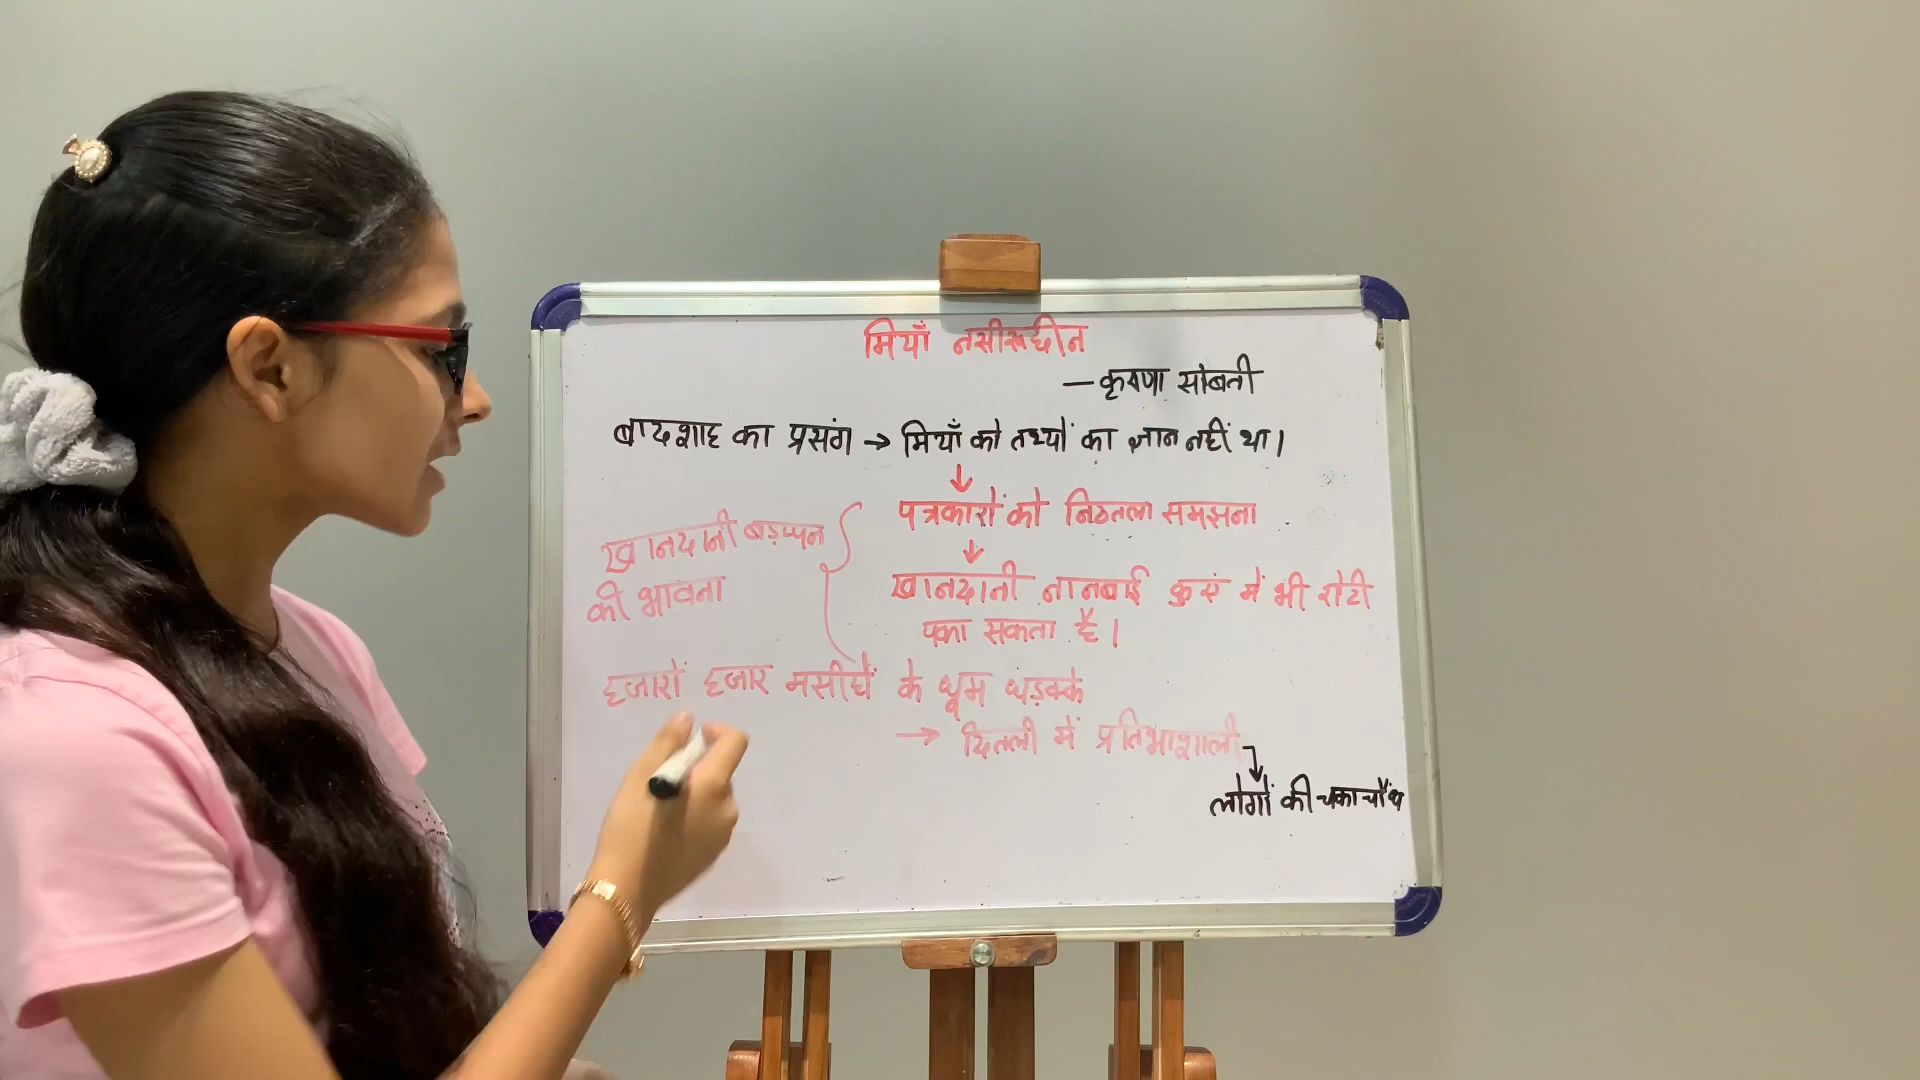 मियाँ नसीरूद्दीन
– कृष्णा सोबती
बादशाह का प्रसंग → मियाँ को तथ्यों का ज्ञान नहीं था।
↓
पत्रकारों को निठल्ला समझना
↓
खानदानी बड़प्पन
की भावना
खानदानी नानबाई कुएं में भी रोटी
पका सकता है।
हजारों हजार मसीहों के धूम धड़क्के
→ दिल्ली में प्रतिभाशाली
↓
लोगों की चकाचौंध